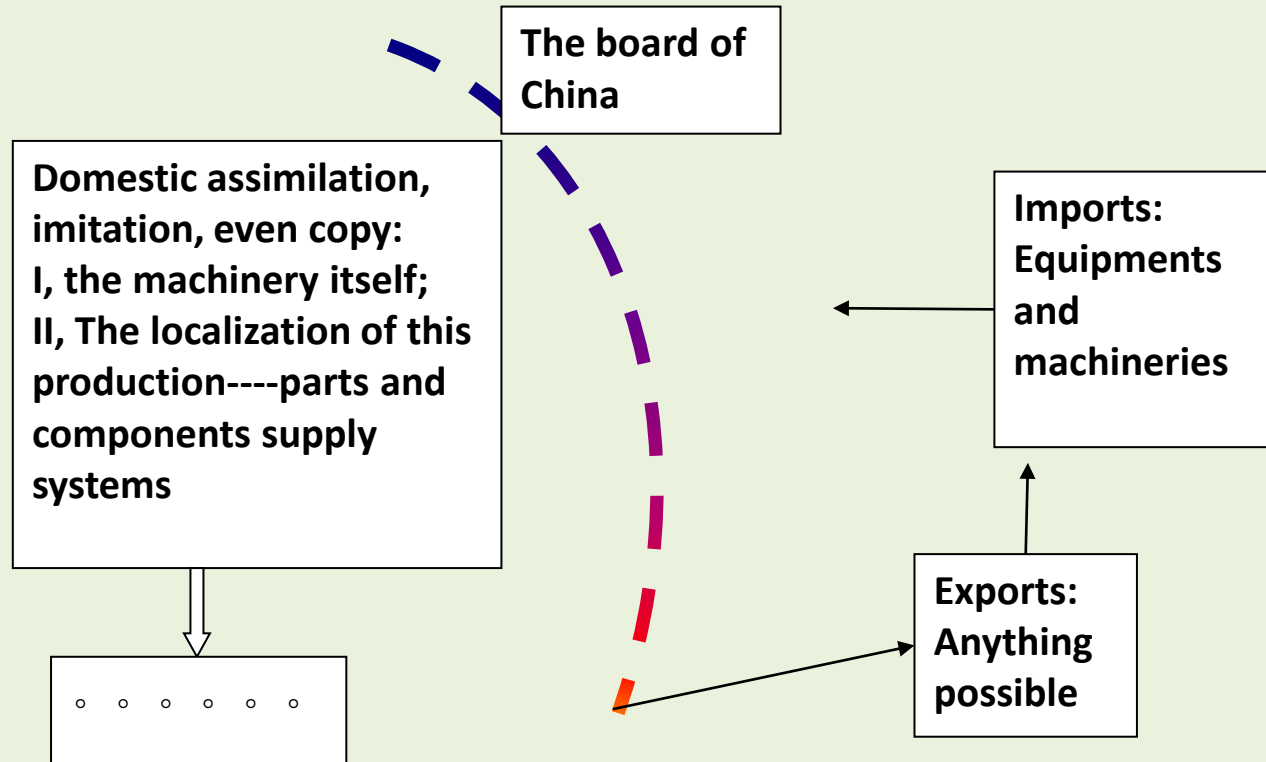 The board of
China
Domestic assimilation,
imitation, even copy:
I, the machinery itself;
II, The localization of this
production----parts and
components supply
systems
Imports:
Equipments
and
machineries
Exports:
Anything
possible
。。。。。。